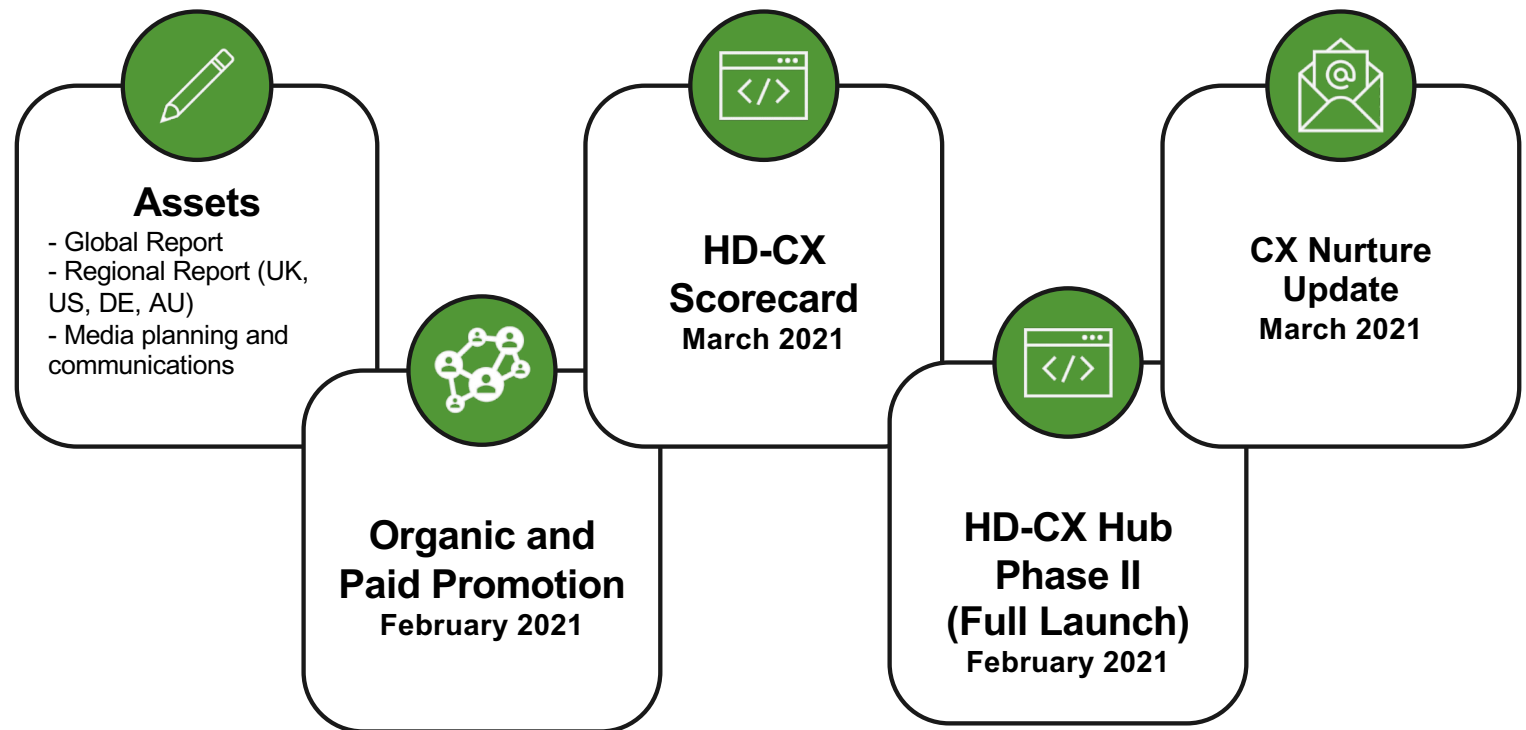 Assets
- Global Report
- Regional Report (UK,
US, DE, AU)
- Media planning and
communications
Organic and
Paid Promotion
February 2021
HD-CX
Scorecard
March 2021
HD-CX Hub
Phase II
(Full Launch)
February 2021
CX Nurture
Update
March 2021